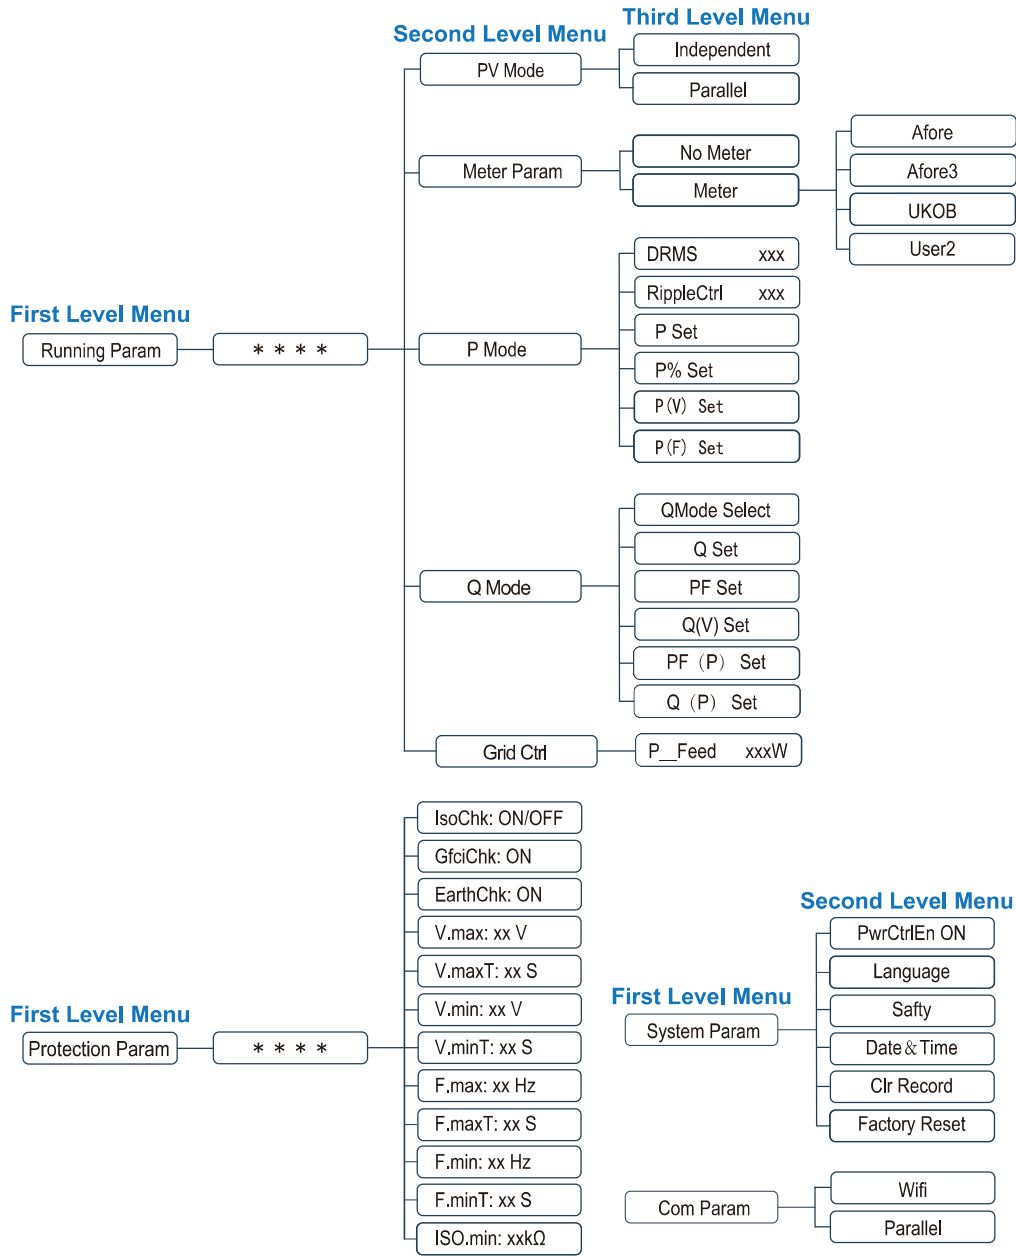 Third Level Menu
Second Level Menu
Independent
PV Mode
Parallel
Afore
No Meter
Meter Param
Afore3
Meter
UKOB
User2
DRMS xxx
RippleCtrl xxx
First Level Menu
P Set
Running Param
* * * *
P Mode
P% Set
P(V) Set
P(F) Set
QMode Select
Q Set
Q Mode
PF Set
Q(V) Set
PF (P) Set
Q (P) Set
Grid Ctrl
P__Feed xxxW
IsoChk: ON/OFF
GfciChk: ON
EarthChk: ON
V.max: xx V
V.maxT: xx S
V.min: xx V
First Level Menu
Protection Param
* * * *
V.minT: xx S
F.max: xx Hz
F.maxT: xx S
F.min: xx Hz
F.minT: xx S
ISO.min: xxkΩ
Second Level Menu
PwrCtrlEn ON
Language
First Level Menu
Safty
System Param
Date&Time
Clr Record
Factory Reset
Wifi
Com Param
Parallel